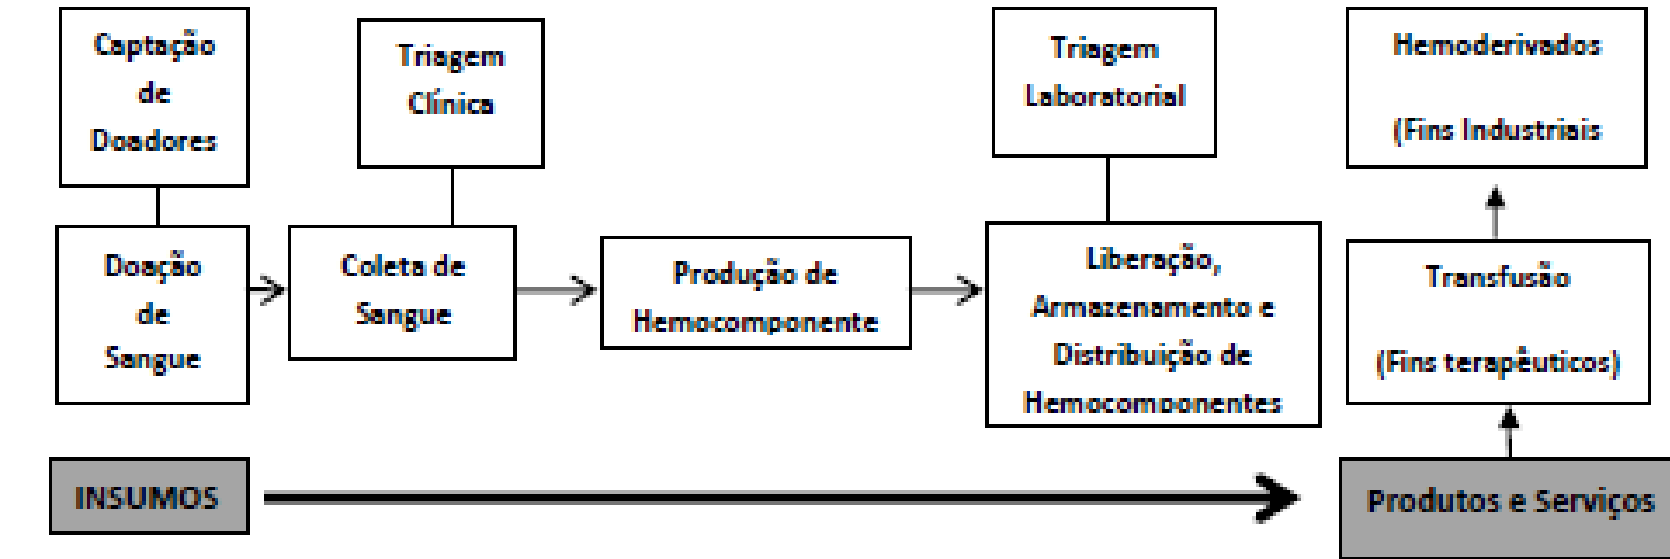 Captação
de
Doadores
Triagem
Clínica
Triagem
Laboratorial
Hemoderivados
(Fins Industriais
Doação
de
Sangue
Coleta de
Sangue
Produção de
Hemocomponente
Liberação,
Armazenamento e
Distribuição de
Hemocomoonentes
Transfusão
(Fins terapêuticos)
INSUMOS
Produtos e Serviços